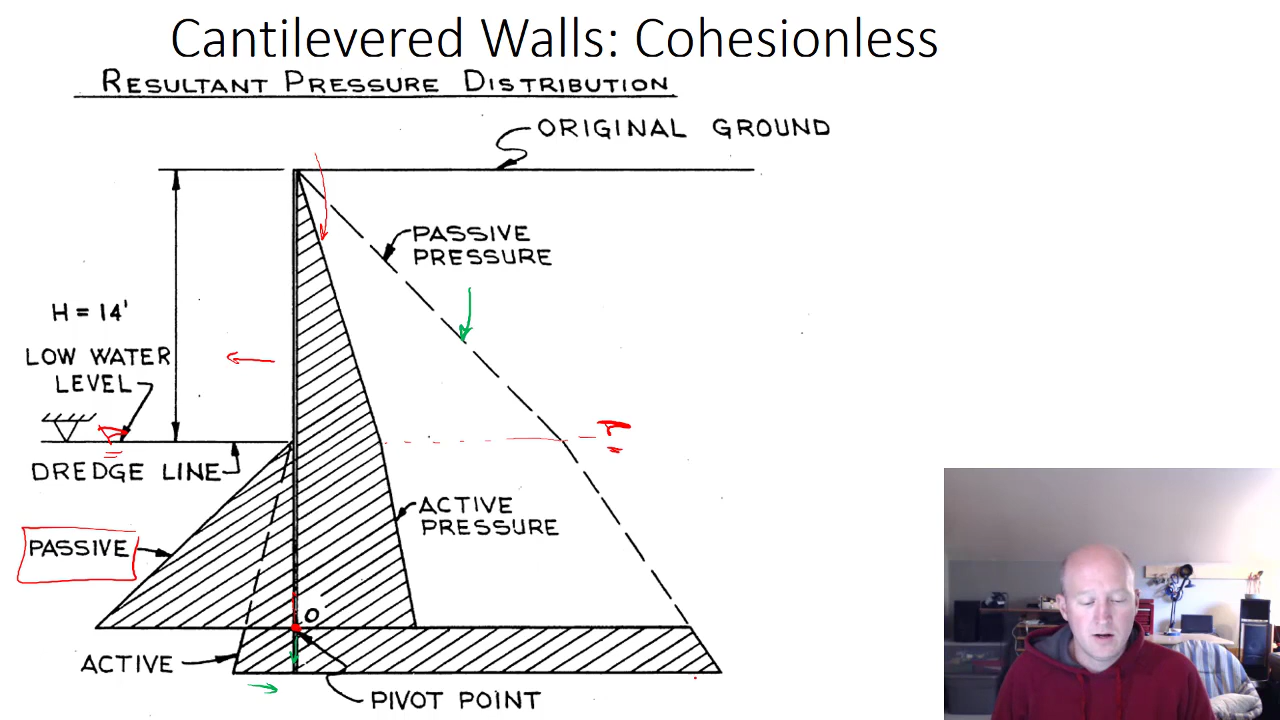 Cantilevered Walls: Cohesionless
RESULTANT PRESSURE DISTRIBUTION
ORIGINAL GROUND
PASSIVE
PRESSURE
H = 14'
LOW WATER
LEVEL
DREDGE LINE
ACTIVE
PRESSURE
PASSIVE
O
ACTIVE
PIVOT POINT